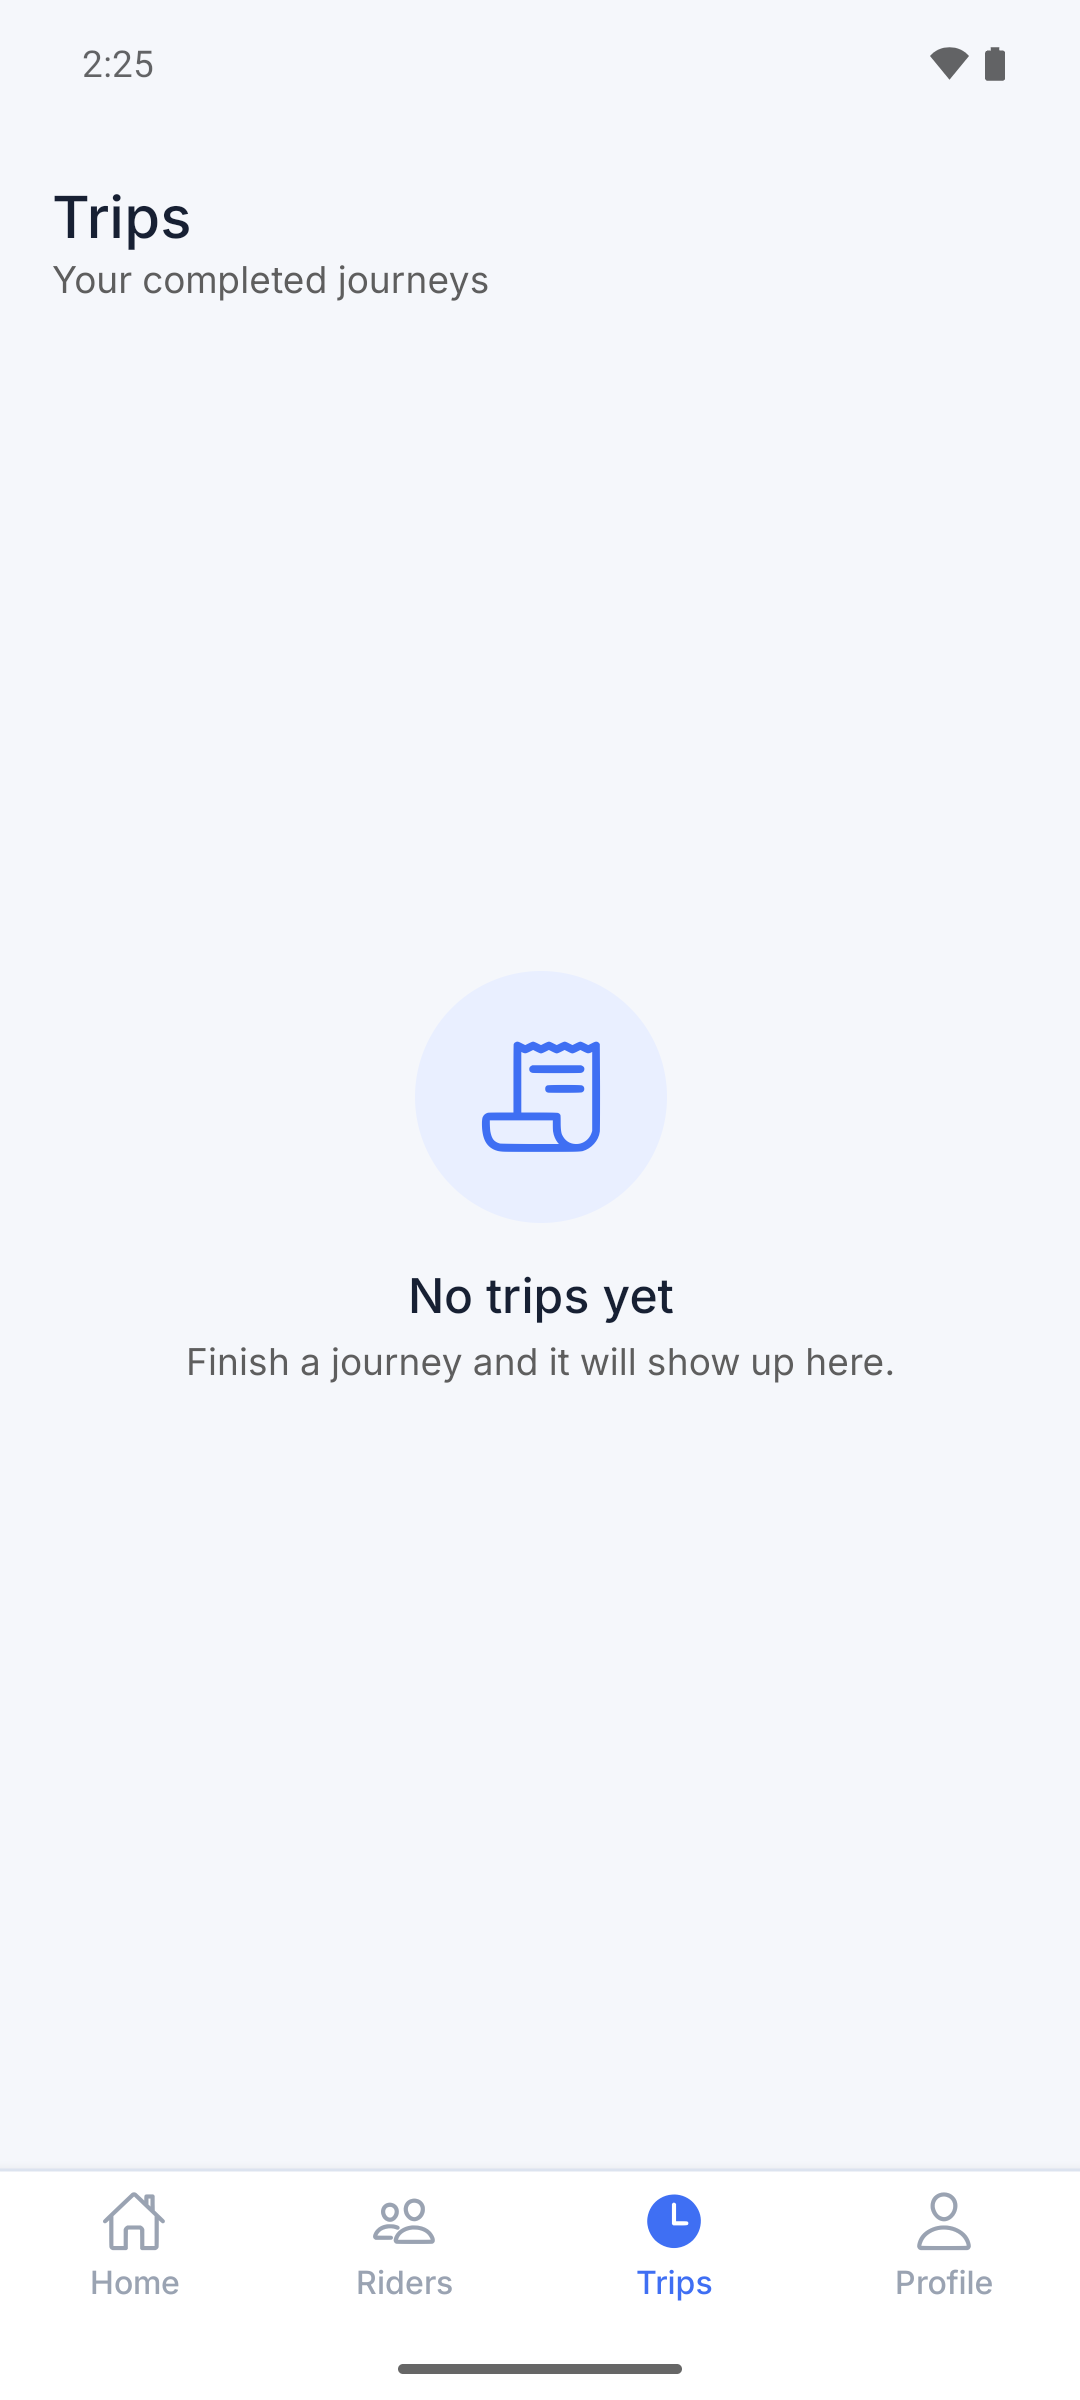 2:25
Trips
Your completed journeys
No trips yet
Finish a journey and it will show up here.
Home
Riders
Trips
Profile